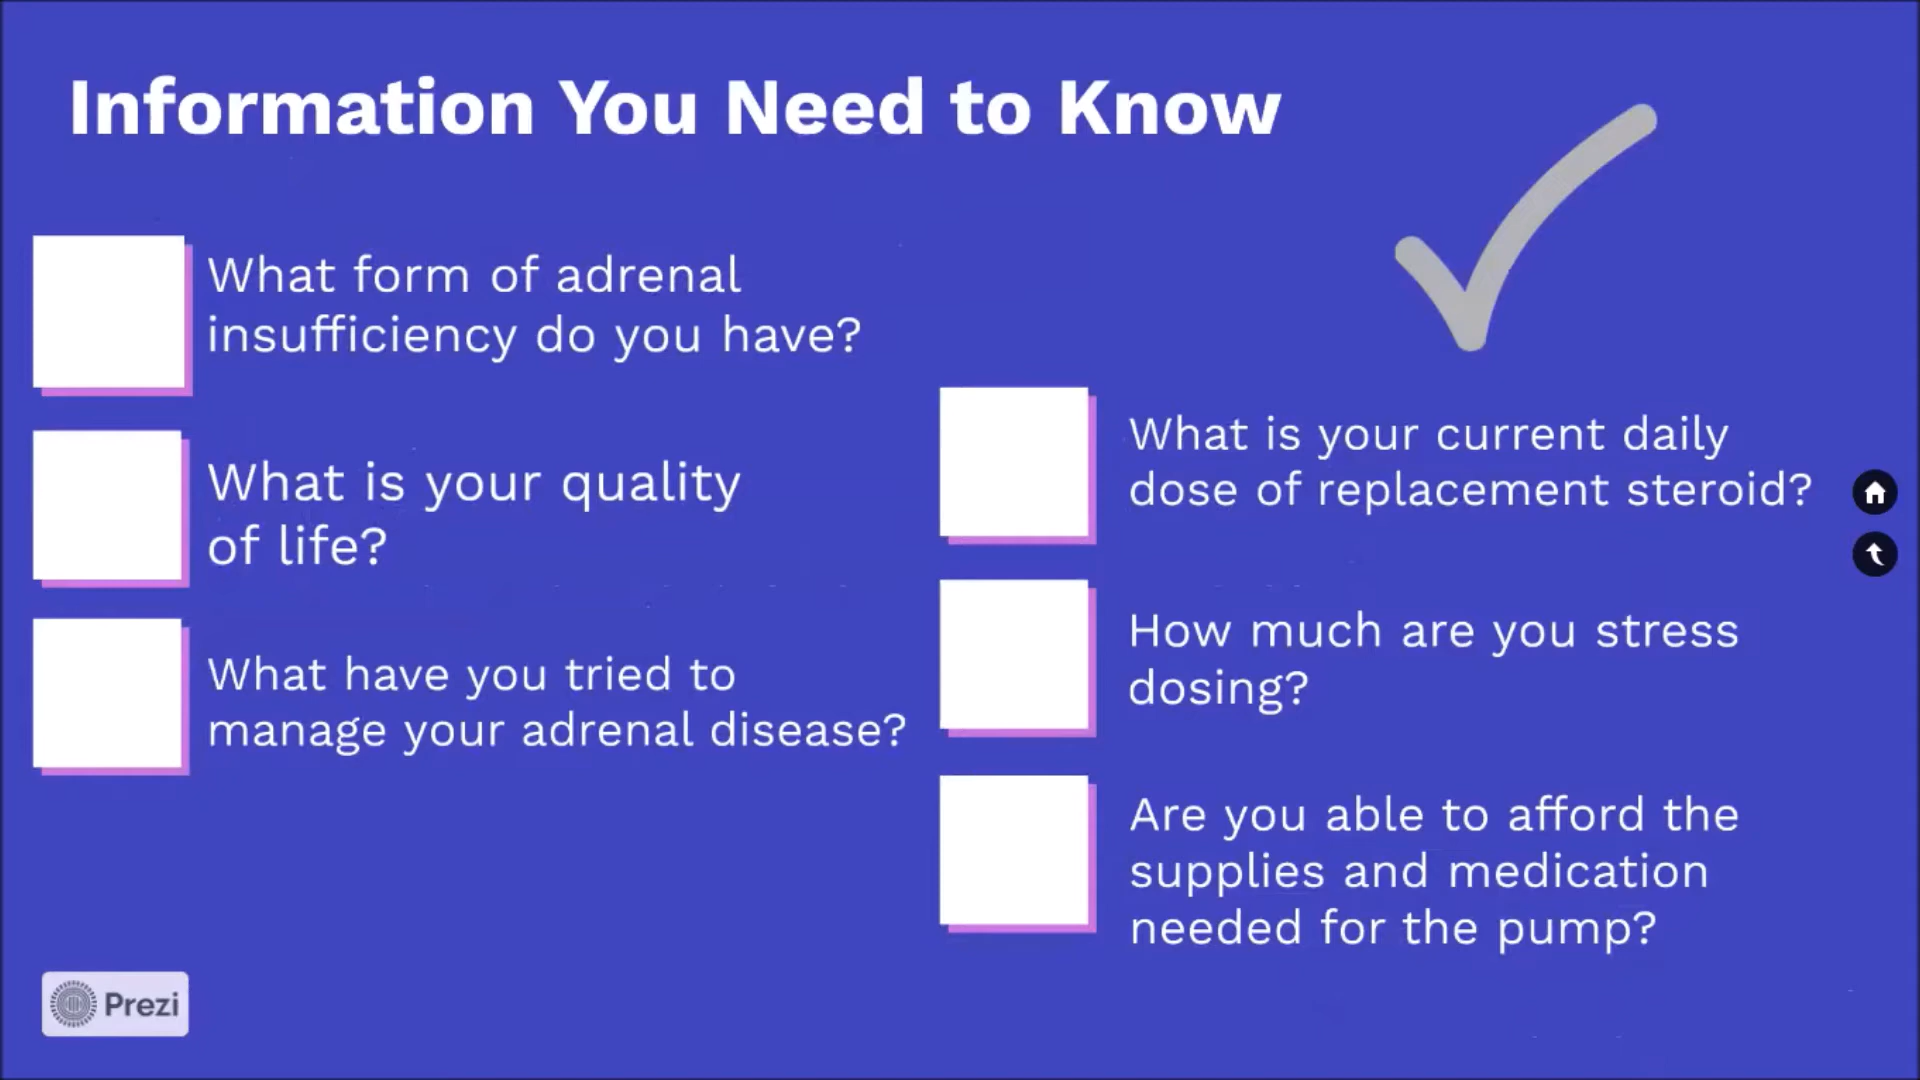 Information You Need to Know
What form of adrenal
insufficiency do you have?
What is your quality
of life?
What have you tried to
manage your adrenal disease?
What is your current daily
dose of replacement steroid?
How much are you stress
dosing?
Are you able to afford the
supplies and medication
needed for the pump?
Prezi